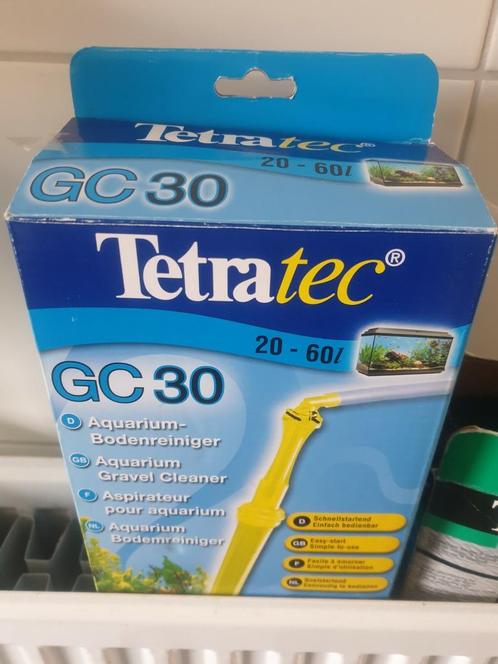 Tetratec®
20 - 60l
GC 30
Tetratec®
20 - 60l
GC 30
D Aquarium-
Bodenreiniger
GB Aquarium
Gravel Cleaner
F Aspirateur
pour aquarium
NL Aquarium
Bodemreiniger
D Schnellstartend
Einfach bedienbar
GB Easy-start
Simple-to-use
F Facile à amorcer
Simple d'utilisation
NL Snelstartend
Eenvoudig te bedienen